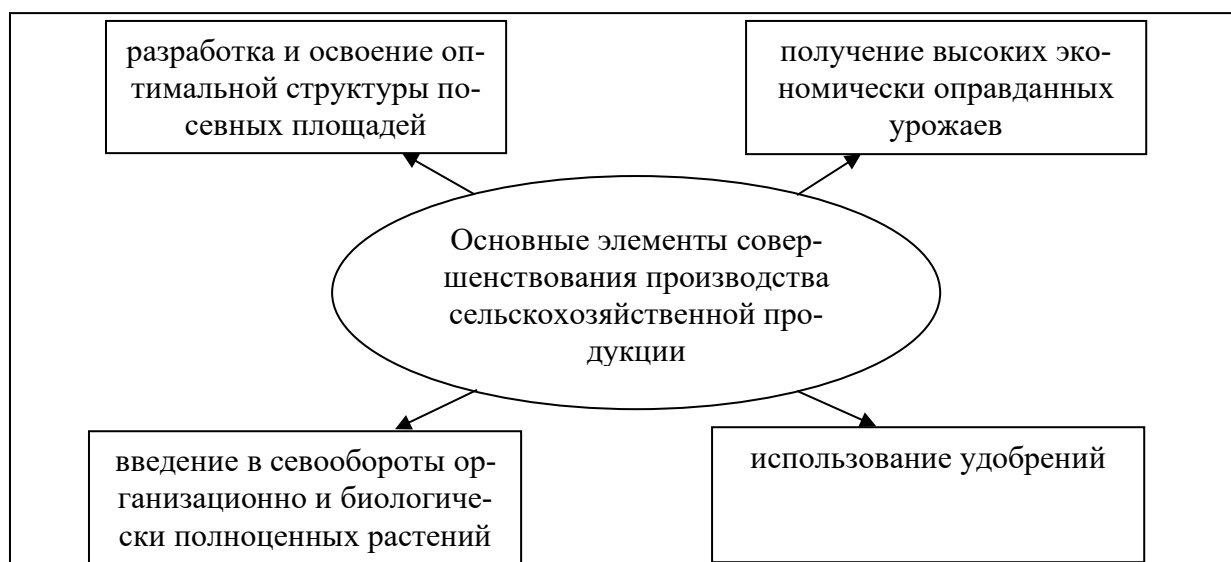 разработка и освоение оп-
тимальной структуры по-
севных площадей
получение высоких эко-
номически оправданных
урожаев
Основные элементы совер-
шенствования производства
сельскохозяйственной про-
дукции
введение в севообороты ор-
ганизационно и биологиче-
ски полноценных растений
использование удобрений